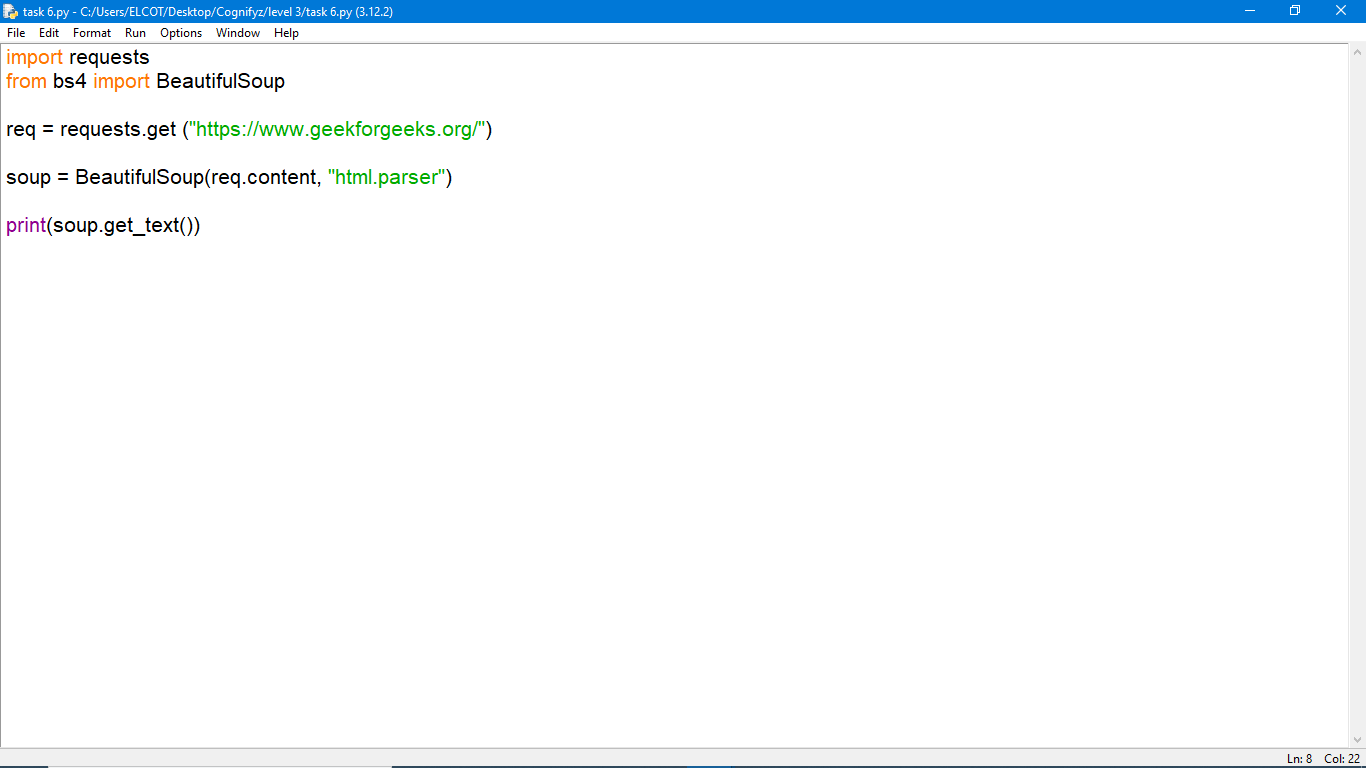 task 6.py - C:/Users/ELCOT/Desktop/Cognifyz/level 3/task 6.py (3.12.2)
File Edit Format Run Options Window Help
import requests
from bs4 import BeautifulSoup
req = requests.get ("https://www.geekforgeeks.org/")
soup = BeautifulSoup(req.content, "html.parser")
print(soup.get_text())
Ln: 8 Col: 22